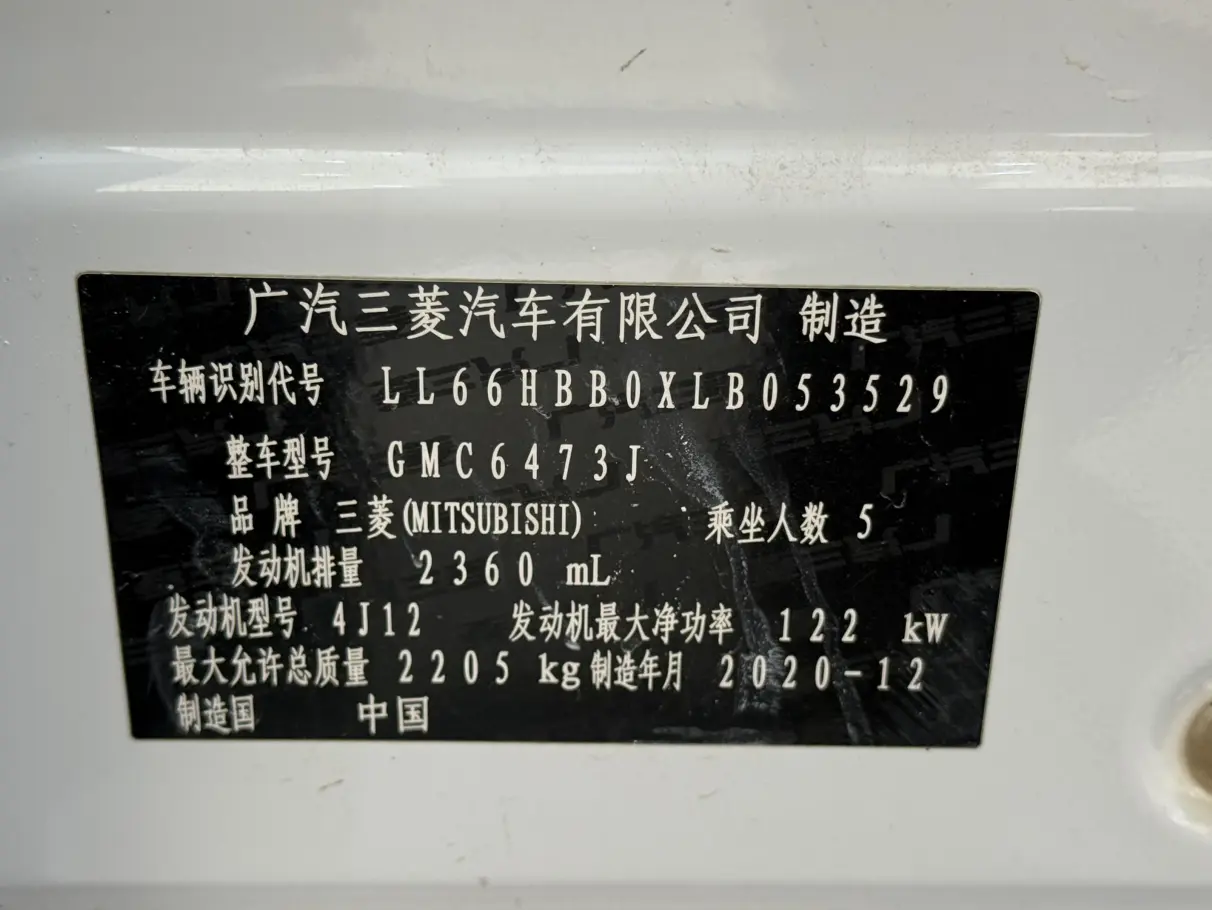 广汽三菱汽车有限公司 制造
车辆识别代号 LL66HBB0XLB053529
整车型号 GMC6473J
品牌 三菱(MITSUBISHI) 乘坐人数 5
发动机排量 2360 mL
发动机型号 4J12 发动机最大净功率 122 kW
最大允许总质量 2205 kg 制造年月 2020-12
制造国 中国